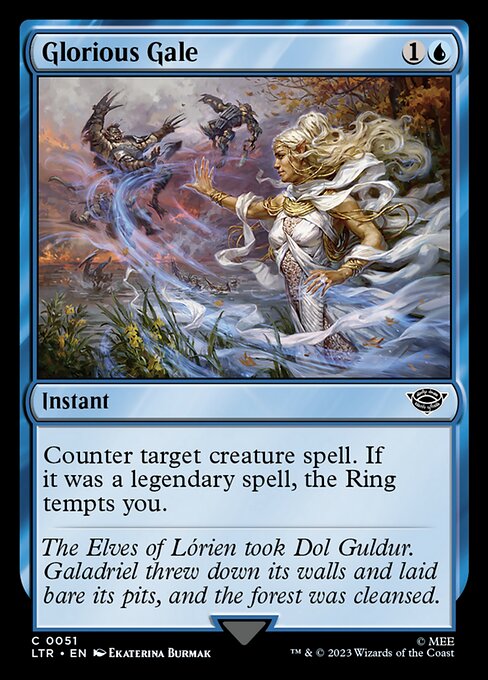 Glorious Gale 1
Instant
Counter target creature spell. If
it was a legendary spell, the Ring
tempts you.
The Elves of Lórien took Dol Guldur.
Galadriel threw down its walls and laid
bare its pits, and the forest was cleansed.
C 0051 © MEE
LTR • EN Ekaterina Burmak ™ & © 2023 Wizards of the Coast